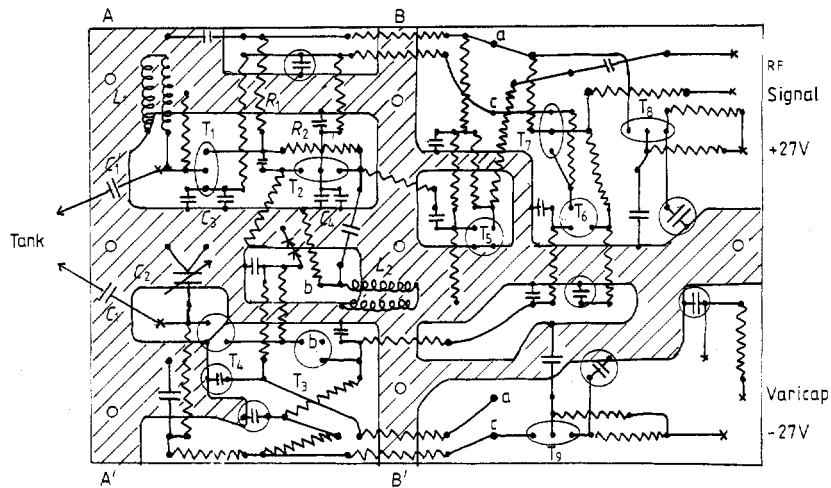 A
B
a
RF
L1
R1
Signal
c
T8
T1
R2
T7
+27V
C1
T2
T6
C3
C4
T5
Tank
C2
L2
b
C1
b
T4
T3
a
Varicap
c
-27V
T9
A'
B'